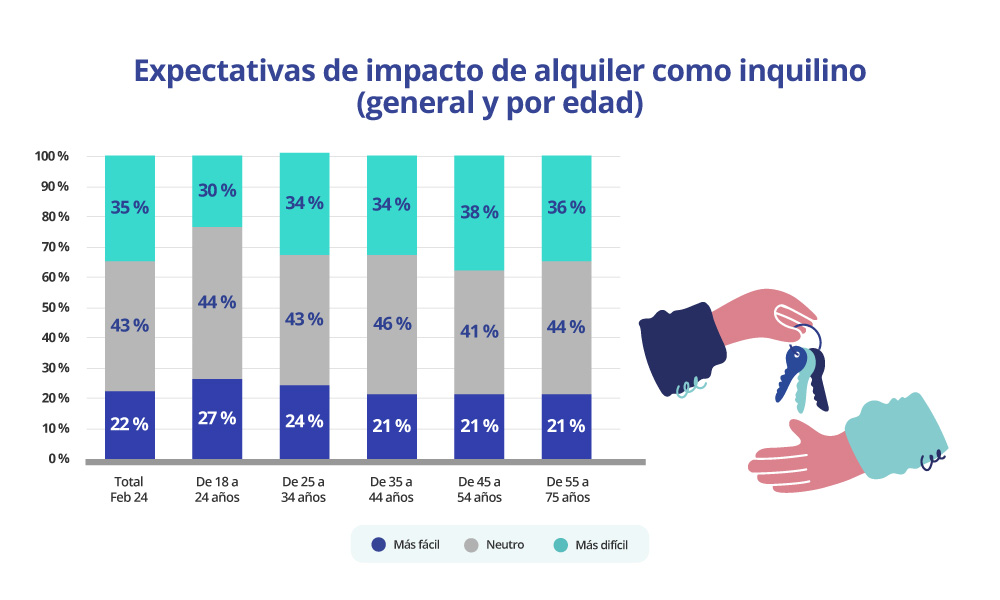 Expectativas de impacto de alquiler como inquilino
(general y por edad)
100 %
90 %
80 %
70 %
60 %
50 %
40 %
30 %
20 %
10 %
0 %
35 %
30 %
34 %
34 %
38 %
36 %
43 %
44 %
43 %
46 %
41 %
44 %
22 %
27 %
24 %
21 %
21 %
21 %
Total
Feb 24
De 18 a
24 años
De 25 a
34 años
De 35 a
44 años
De 45 a
54 años
De 55 a
75 años
Más fácil
Neutro
Más difícil